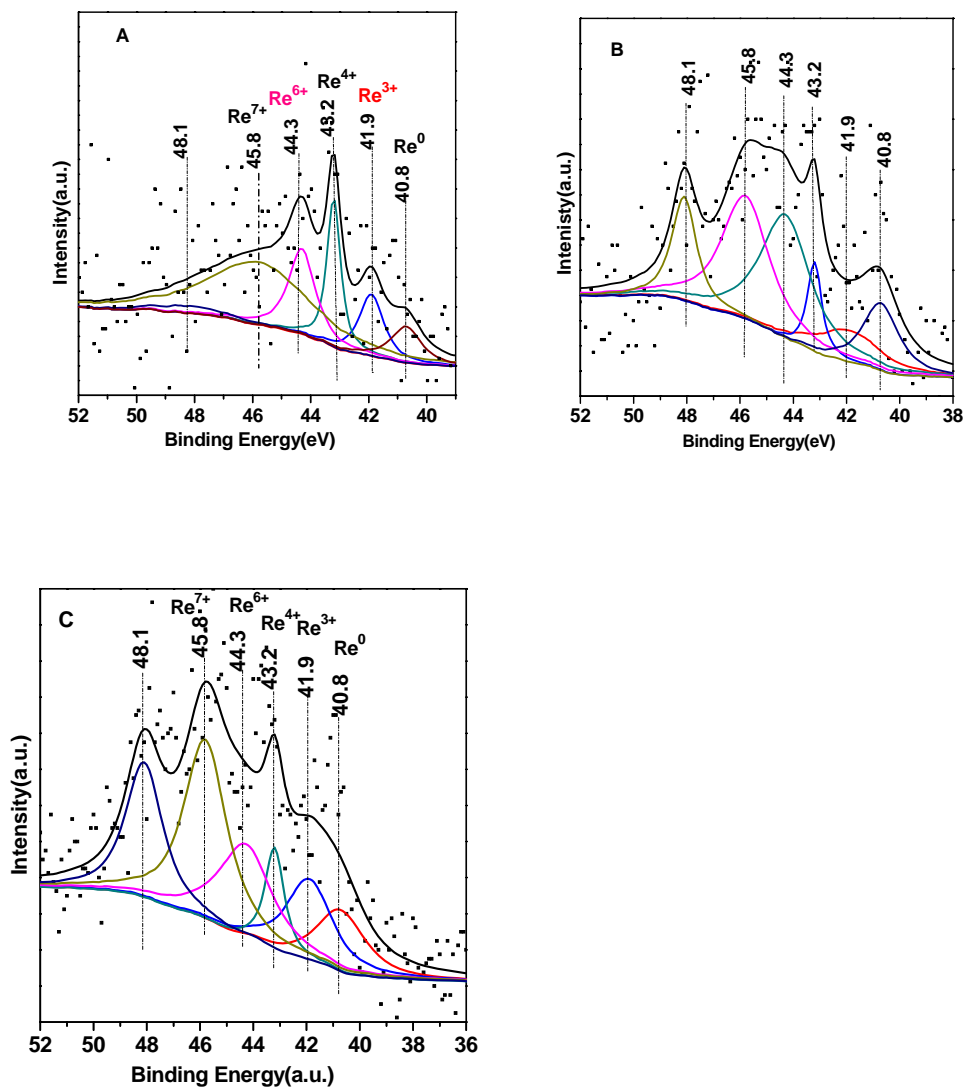 A
48.1
Re7+
45.8
Re6+
44.3
Re4+
43.2
Re3+
41.9
Re0
40.8
Intensity(a.u.)
52 50 48 46 44 42 40
Binding Energy(eV)
B
48.1
45.8
44.3
43.2
41.9
40.8
Intenisty(a.u.)
52 50 48 46 44 42 40 38
Binding Energy(eV)
C
48.1
Re7+
45.8
Re6+
44.3
Re4+
43.2
Re3+
41.9
Re0
40.8
Intensity(a.u.)
52 50 48 46 44 42 40 38 36
Binding Energy(a.u.)